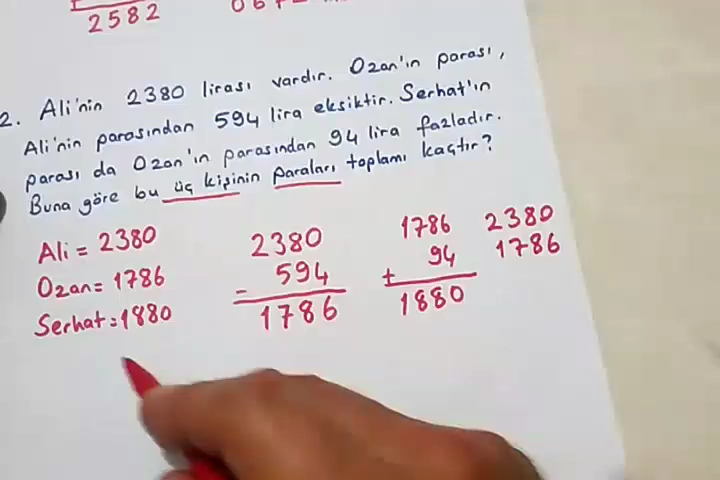 2582
2. Ali'nin 2380 lirası vardır. Ozan'ın parası,
Ali'nin parasından 594 lira eksiktir. Serhat'ın
parası da Ozan'ın parasından 94 lira fazladır.
Buna göre bu üç kişinin paraları toplamı kaçtır?
Ali = 2380
Ozan = 1786
Serhat = 1880
2380
- 594
1786
1786
+ 94
1880
2380
1786